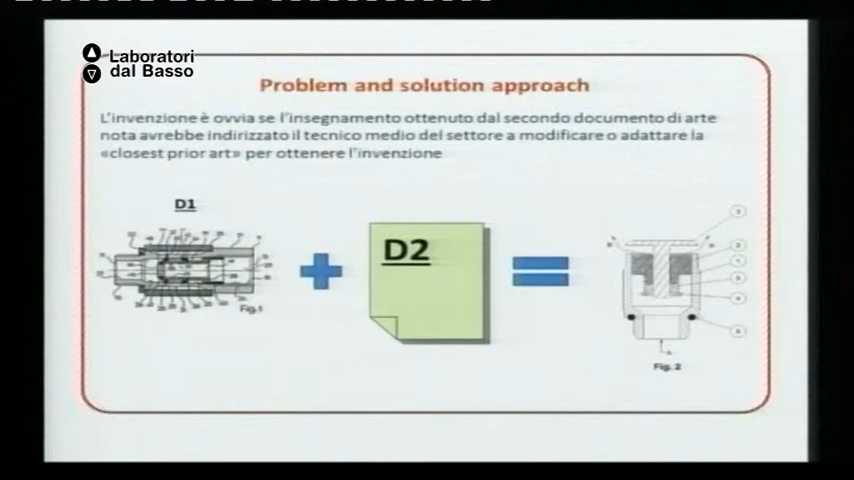 Laboratori
dal Basso
Problem and solution approach
L'invenzione è ovvia se l'insegnamento ottenuto dal secondo documento di arte
nota avrebbe indirizzato il tecnico medio del settore a modificare o adattare la
«closest prior art» per ottenere l'invenzione
D1
D2
Fig.1
Fig. 2